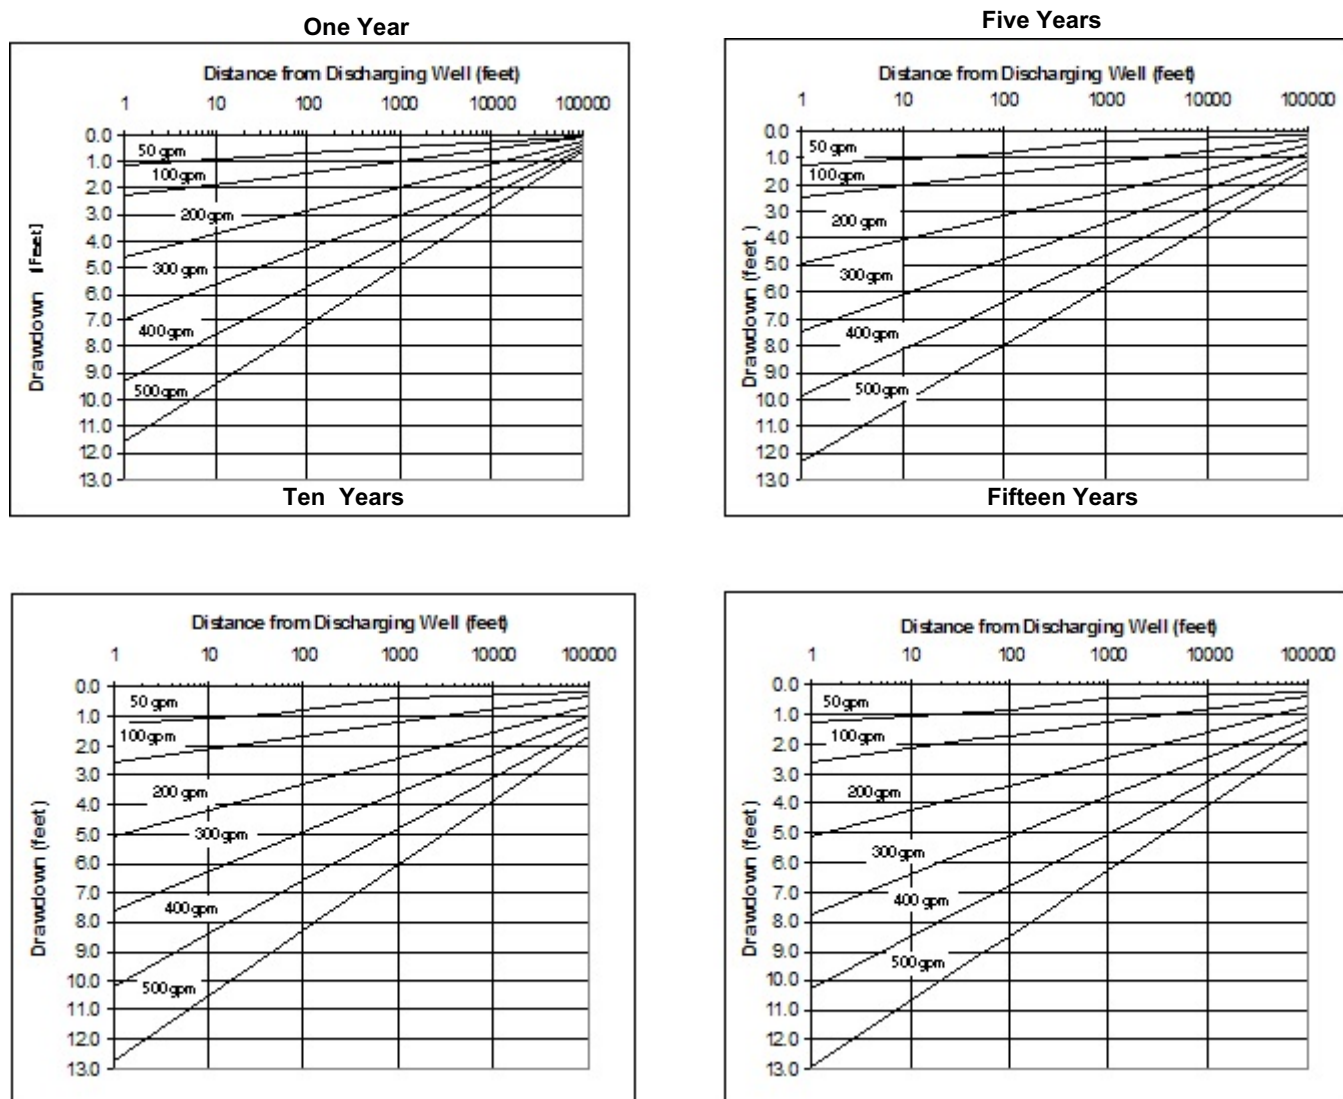 One Year
Distance from Discharging Well (feet)
1 10 100 1000 10000 100000
0.0
1.0
2.0
3.0
4.0
5.0
6.0
7.0
8.0
9.0
10.0
11.0
12.0
13.0
Drawdown (Feet)
50 gpm
100 gpm
200 gpm
300 gpm
400 gpm
500 gpm
Five Years
Distance from Discharging Well (feet)
1 10 100 1000 10000 100000
0.0
1.0
2.0
3.0
4.0
5.0
6.0
7.0
8.0
9.0
10.0
11.0
12.0
13.0
Drawdown (feet )
50 gpm
100 gpm
200 gpm
300 gpm
400 gpm
500 gpm
Ten Years
Distance from Discharging Well (feet)
1 10 100 1000 10000 100000
0.0
1.0
2.0
3.0
4.0
5.0
6.0
7.0
8.0
9.0
10.0
11.0
12.0
13.0
Drawdown (feet )
50 gpm
100 gpm
200 gpm
300 gpm
400 gpm
500 gpm
Fifteen Years
Distance from Discharging Well (feet)
1 10 100 1000 10000 100000
0.0
1.0
2.0
3.0
4.0
5.0
6.0
7.0
8.0
9.0
10.0
11.0
12.0
13.0
Drawdown (feet )
50 gpm
100 gpm
200 gpm
300 gpm
400 gpm
500 gpm